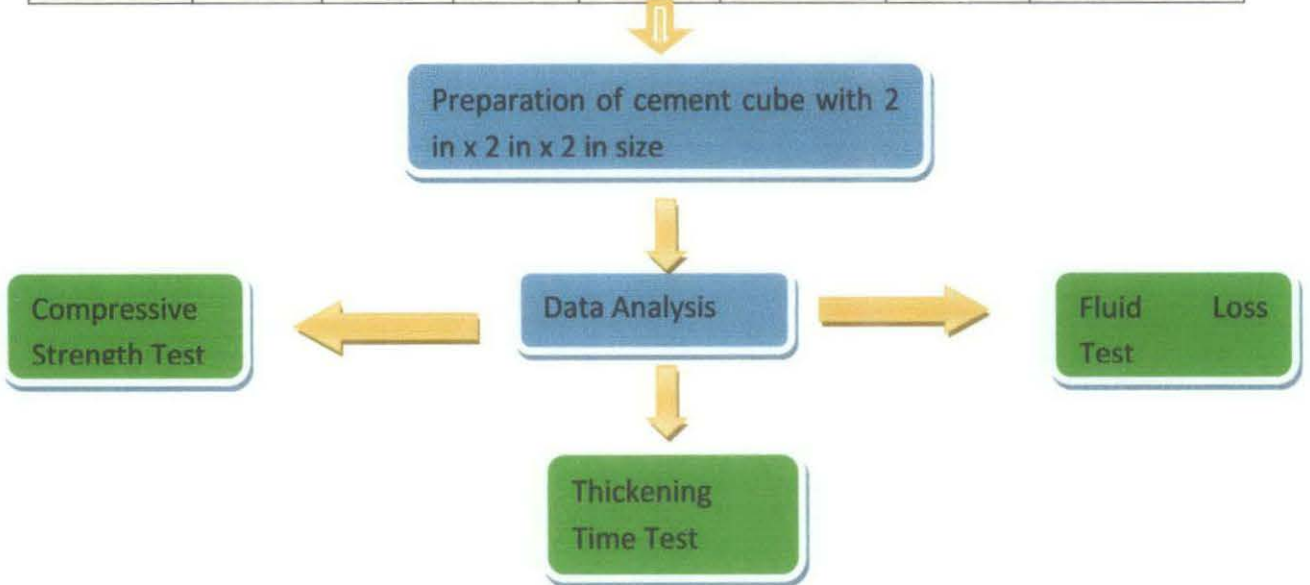 Preparation of cement cube with 2
in x 2 in x 2 in size
Compressive
Strength Test
Data Analysis
Fluid Loss
Test
Thickening
Time Test